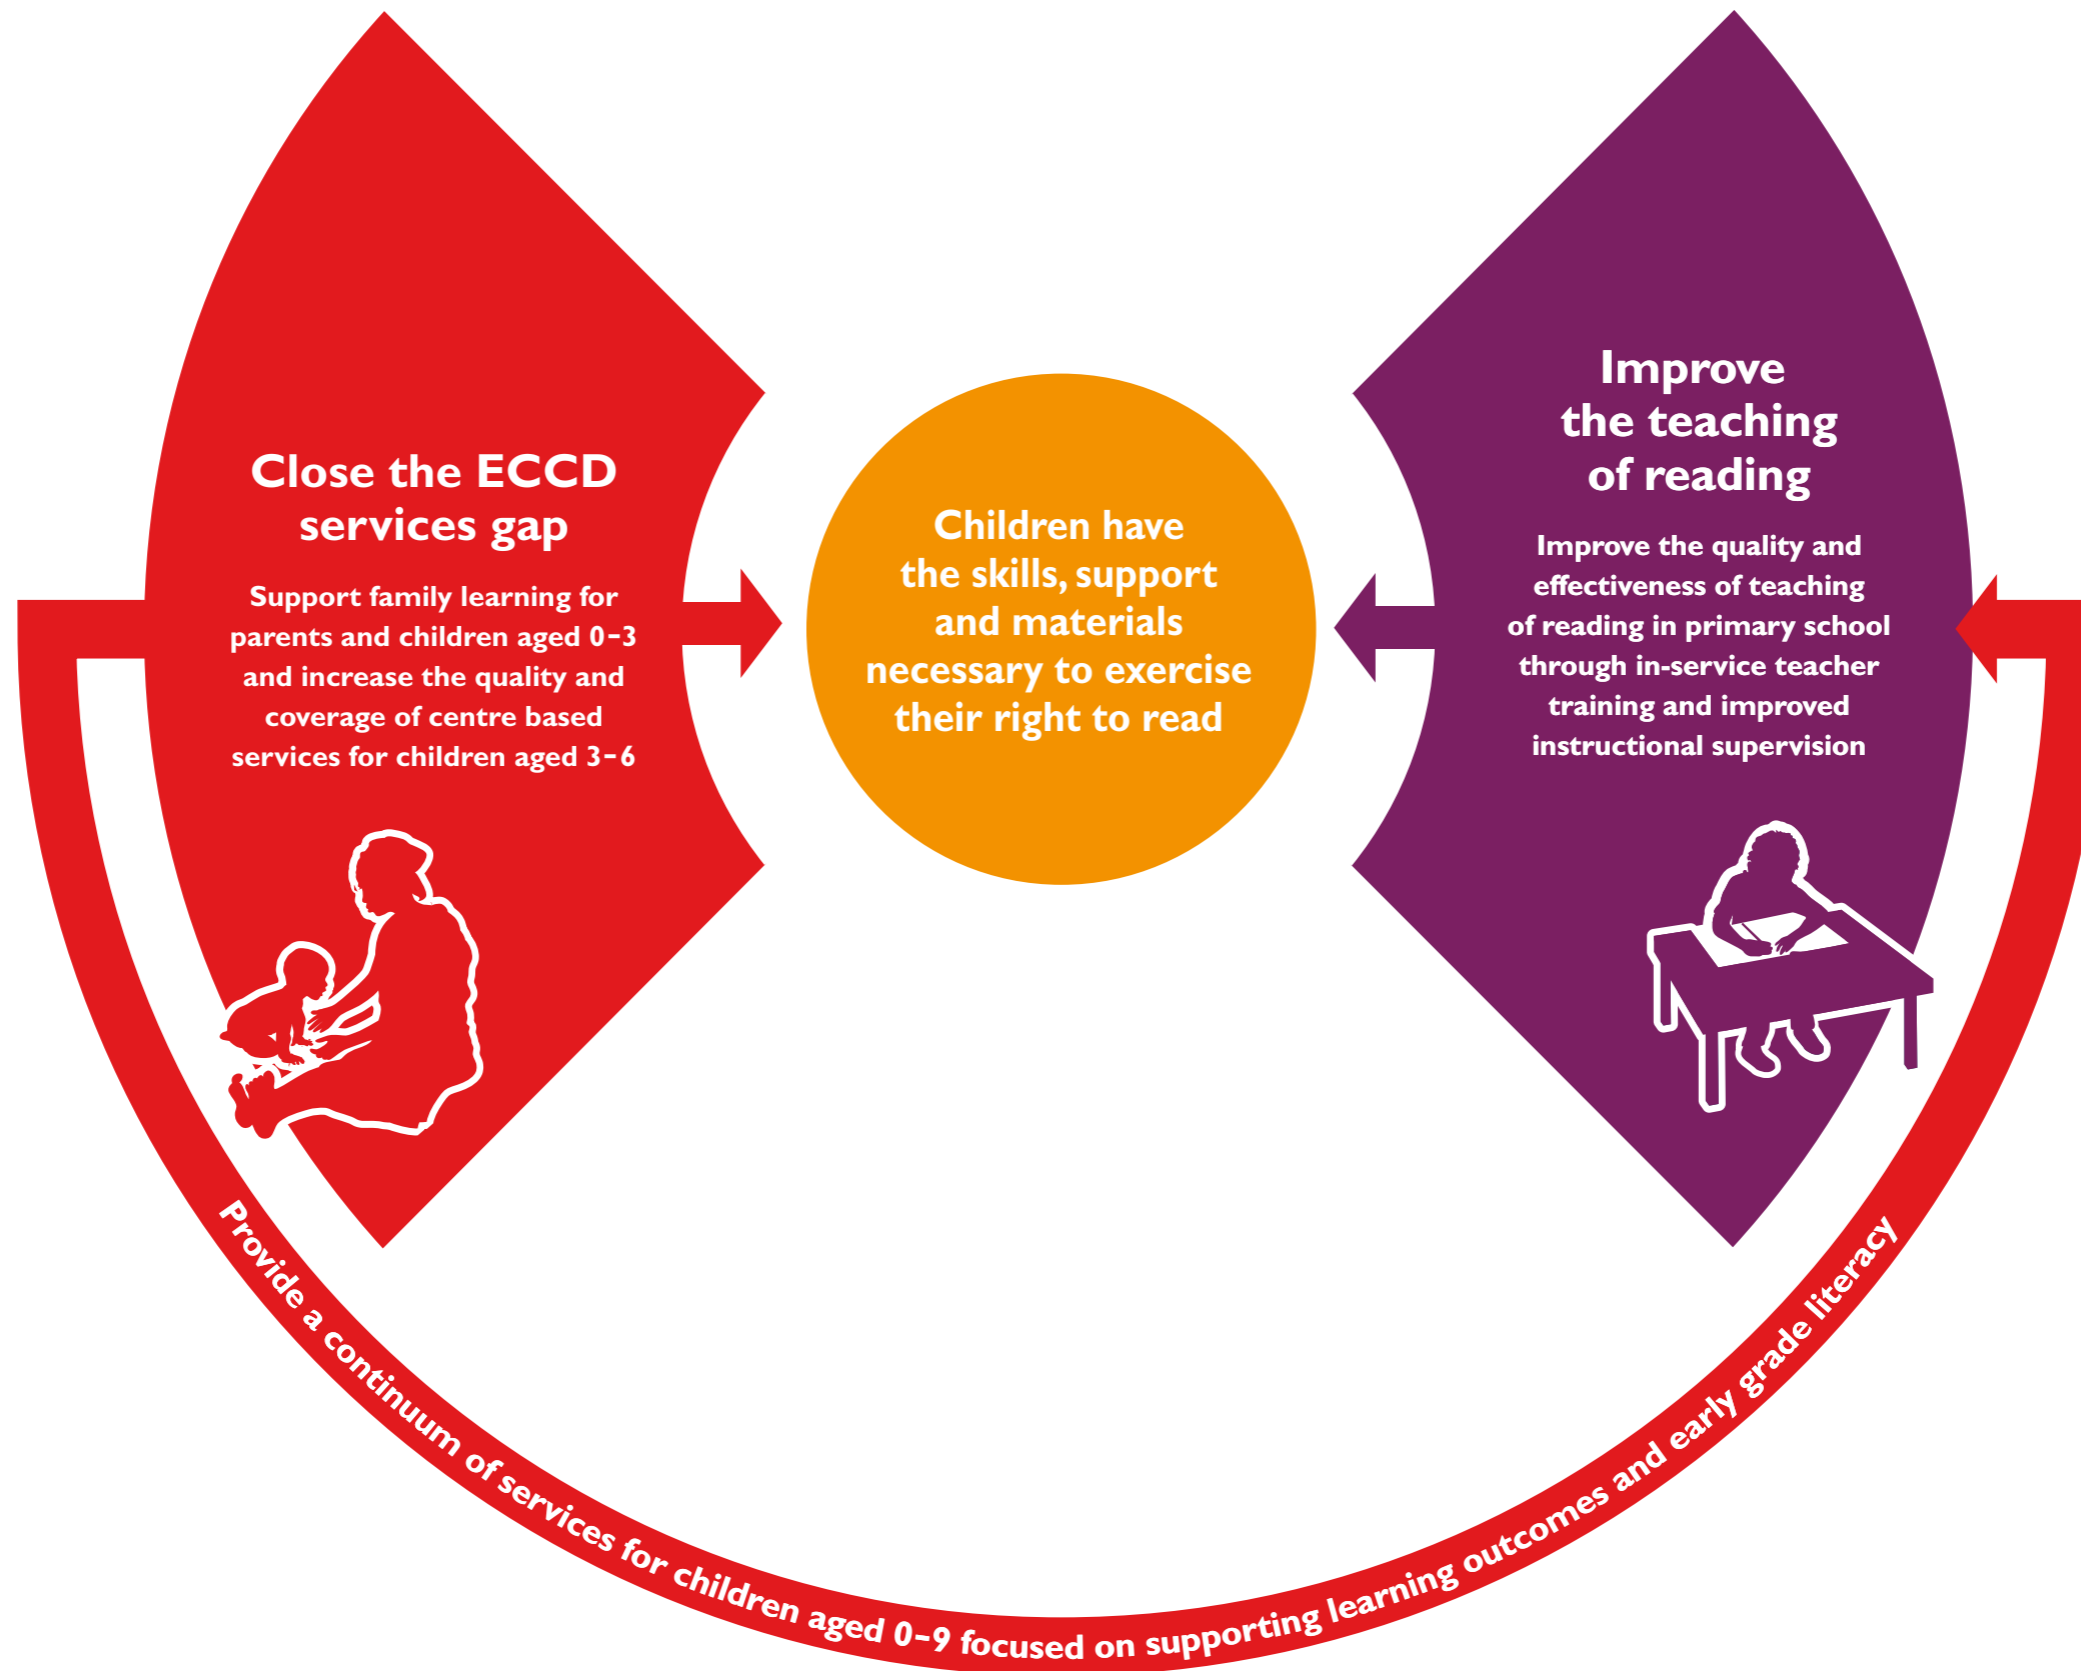 Close the ECCD
services gap
Support family learning for
parents and children aged 0-3
and increase the quality and
coverage of centre based
services for children aged 3-6
Children have
the skills, support
and materials
necessary to exercise
their right to read
Improve
the teaching
of reading
Improve the quality and
effectiveness of teaching
of reading in primary school
through in-service teacher
training and improved
instructional supervision
Provide a continuum of services for children aged 0-9 focused on supporting learning outcomes and early grade literacy